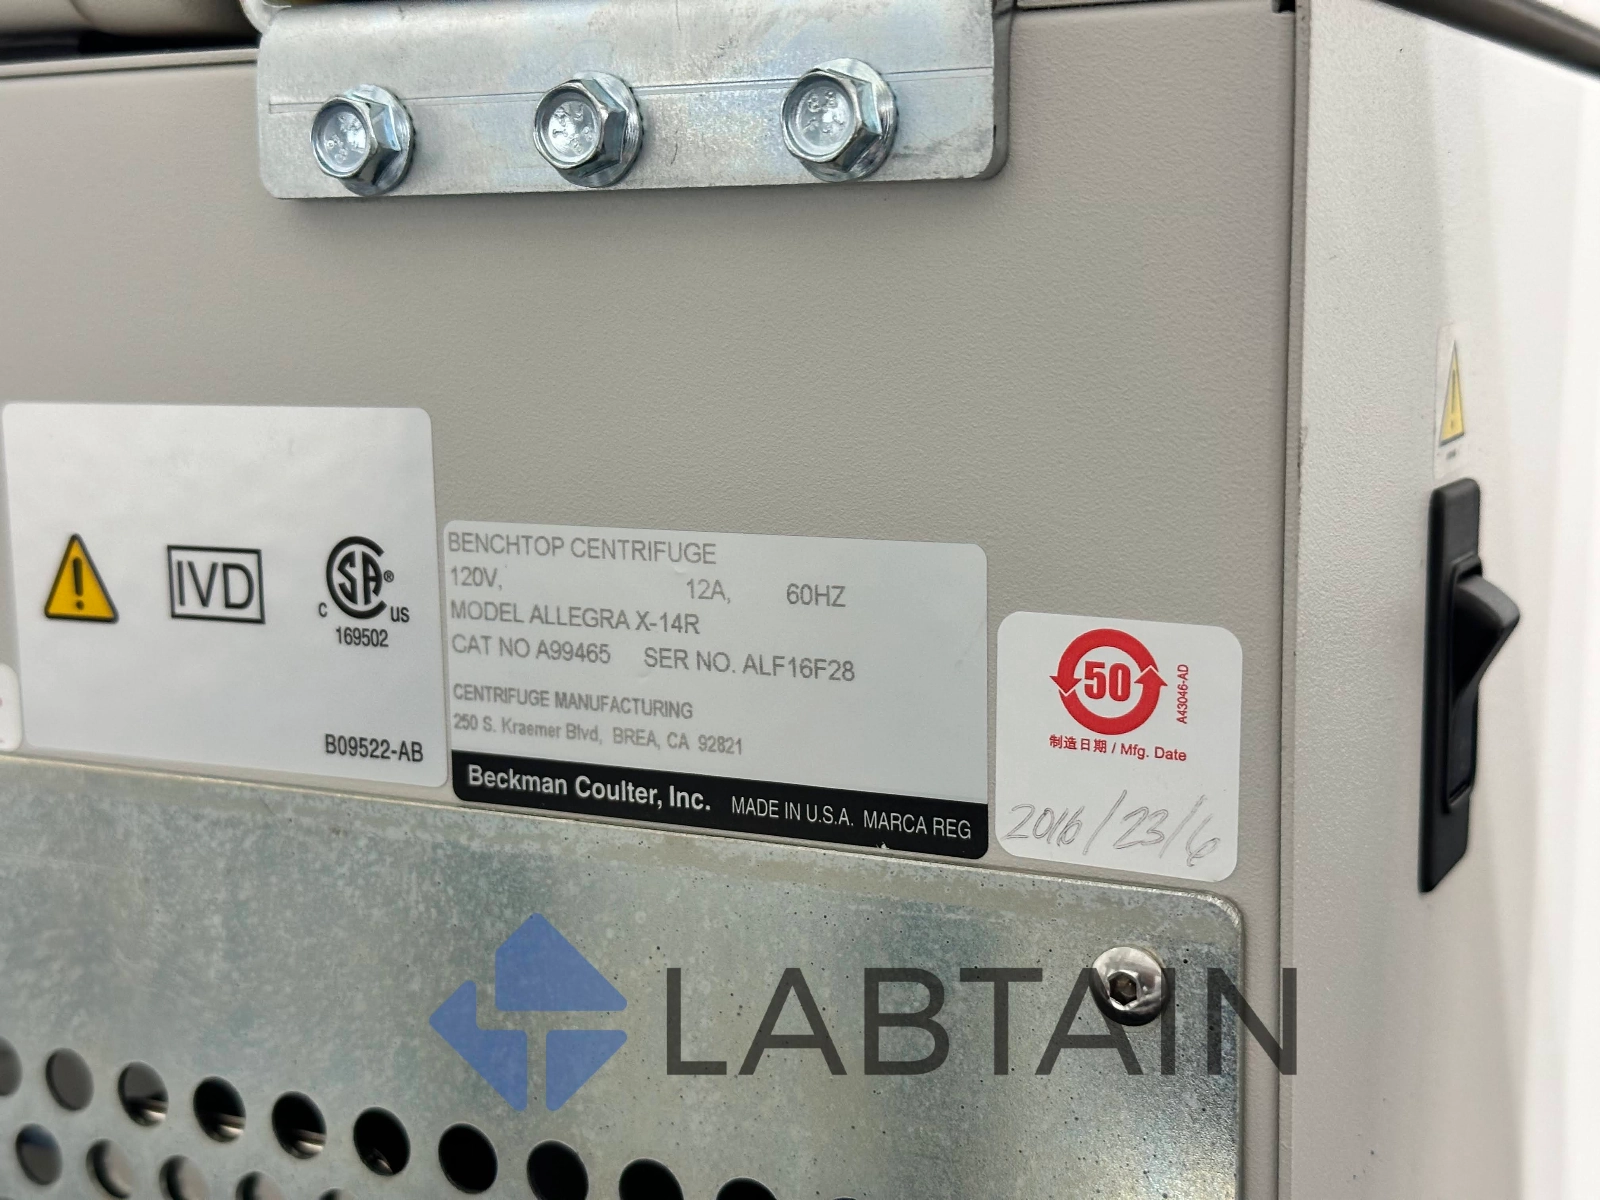 IVD
CSA
®
C
US
169502
B09522-AB
BENCHTOP CENTRIFUGE
120V, 12A, 60HZ
MODEL ALLEGRA X-14R
CAT NO A99465 SER NO. ALF16F28
CENTRIFUGE MANUFACTURING
250 S. Kraemer Blvd, BREA, CA 92821
Beckman Coulter, Inc. MADE IN U.S.A. MARCA REG
50
A43046-AD
制造日期 / Mfg. Date
2016/23/6
LABTAIN